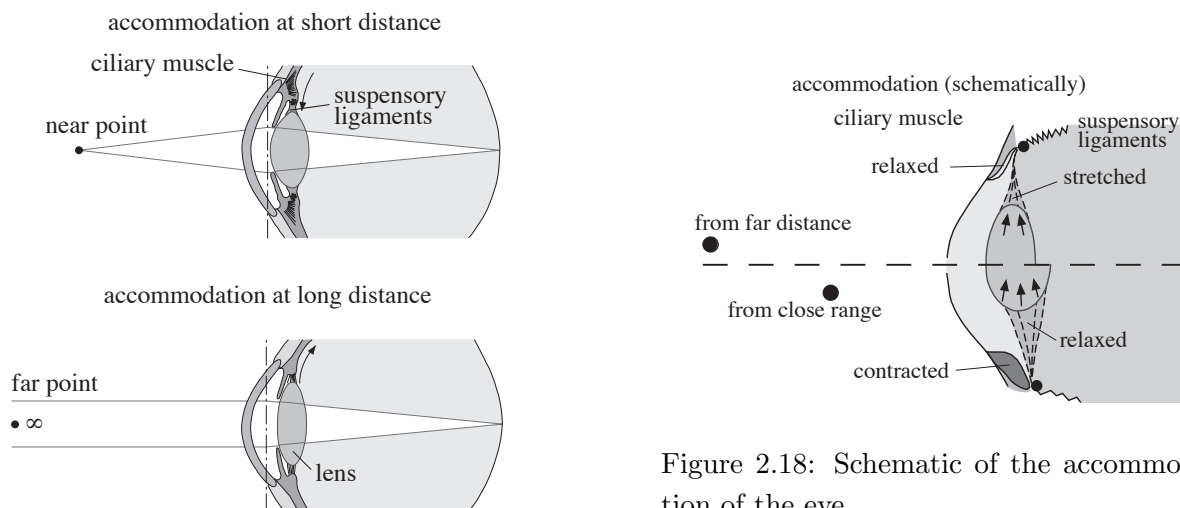 accommodation at short distance
ciliary muscle
suspensory
ligaments
near point
accommodation at long distance
far point
∞
lens
accommodation (schematically)
ciliary muscle
suspensory
ligaments
relaxed
stretched
from far distance
from close range
relaxed
contracted
Figure 2.18: Schematic of the accommo
tion of the eye